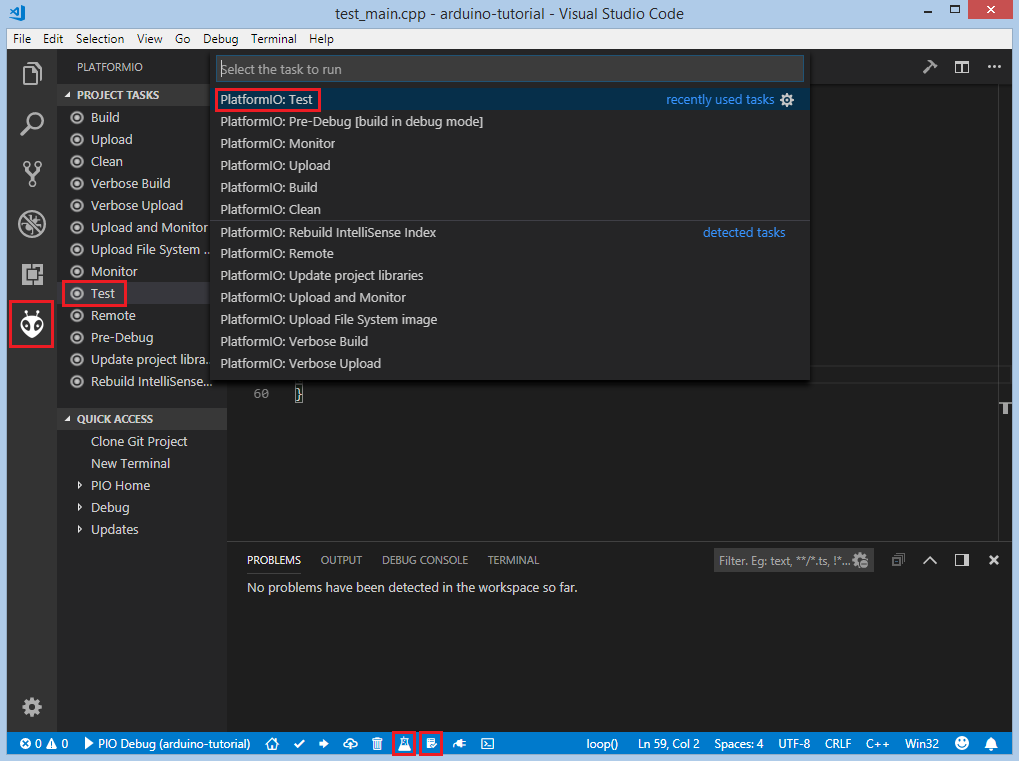 test_main.cpp - arduino-tutorial - Visual Studio Code
File Edit Selection View Go Debug Terminal Help
PLATFORMIO
PROJECT TASKS
Build
Upload
Clean
Verbose Build
Verbose Upload
Upload and Monitor
Upload File System ..
Monitor
Test
Remote
Pre-Debug
Update project libra..
Rebuild IntelliSense...
QUICK ACCESS
Clone Git Project
New Terminal
PIO Home
Debug
Updates
Select the task to run
PlatformIO: Test recently used tasks
PlatformIO: Pre-Debug [build in debug mode]
PlatformIO: Monitor
PlatformIO: Upload
PlatformIO: Build
PlatformIO: Clean
PlatformIO: Rebuild IntelliSense Index detected tasks
PlatformIO: Remote
PlatformIO: Update project libraries
PlatformIO: Upload and Monitor
PlatformIO: Upload File System image
PlatformIO: Verbose Build
PlatformIO: Verbose Upload
60 }
PROBLEMS OUTPUT DEBUG CONSOLE TERMINAL Filter. Eg: text, **/*.ts, !*...
No problems have been detected in the workspace so far.
0 0 PIO Debug (arduino-tutorial) loop() Ln 59, Col 2 Spaces: 4 UTF-8 CRLF C++ Win32